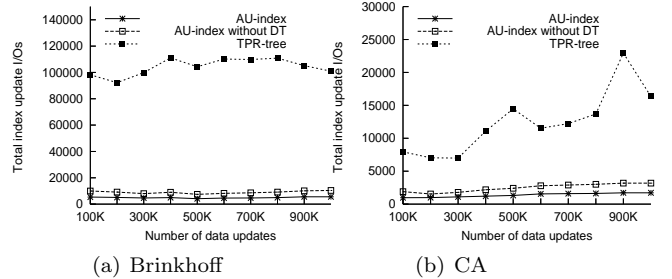 AU-index
AU-index without DT
TPR-tree
Total index update I/Os
140000
120000
100000
80000
60000
40000
20000
0
100K 300K 500K 700K 900K
Number of data updates
(a) Brinkhoff
AU-index
AU-index without DT
TPR-tree
Total index update I/Os
30000
25000
20000
15000
10000
5000
0
100K 300K 500K 700K 900K
Number of data updates
(b) CA